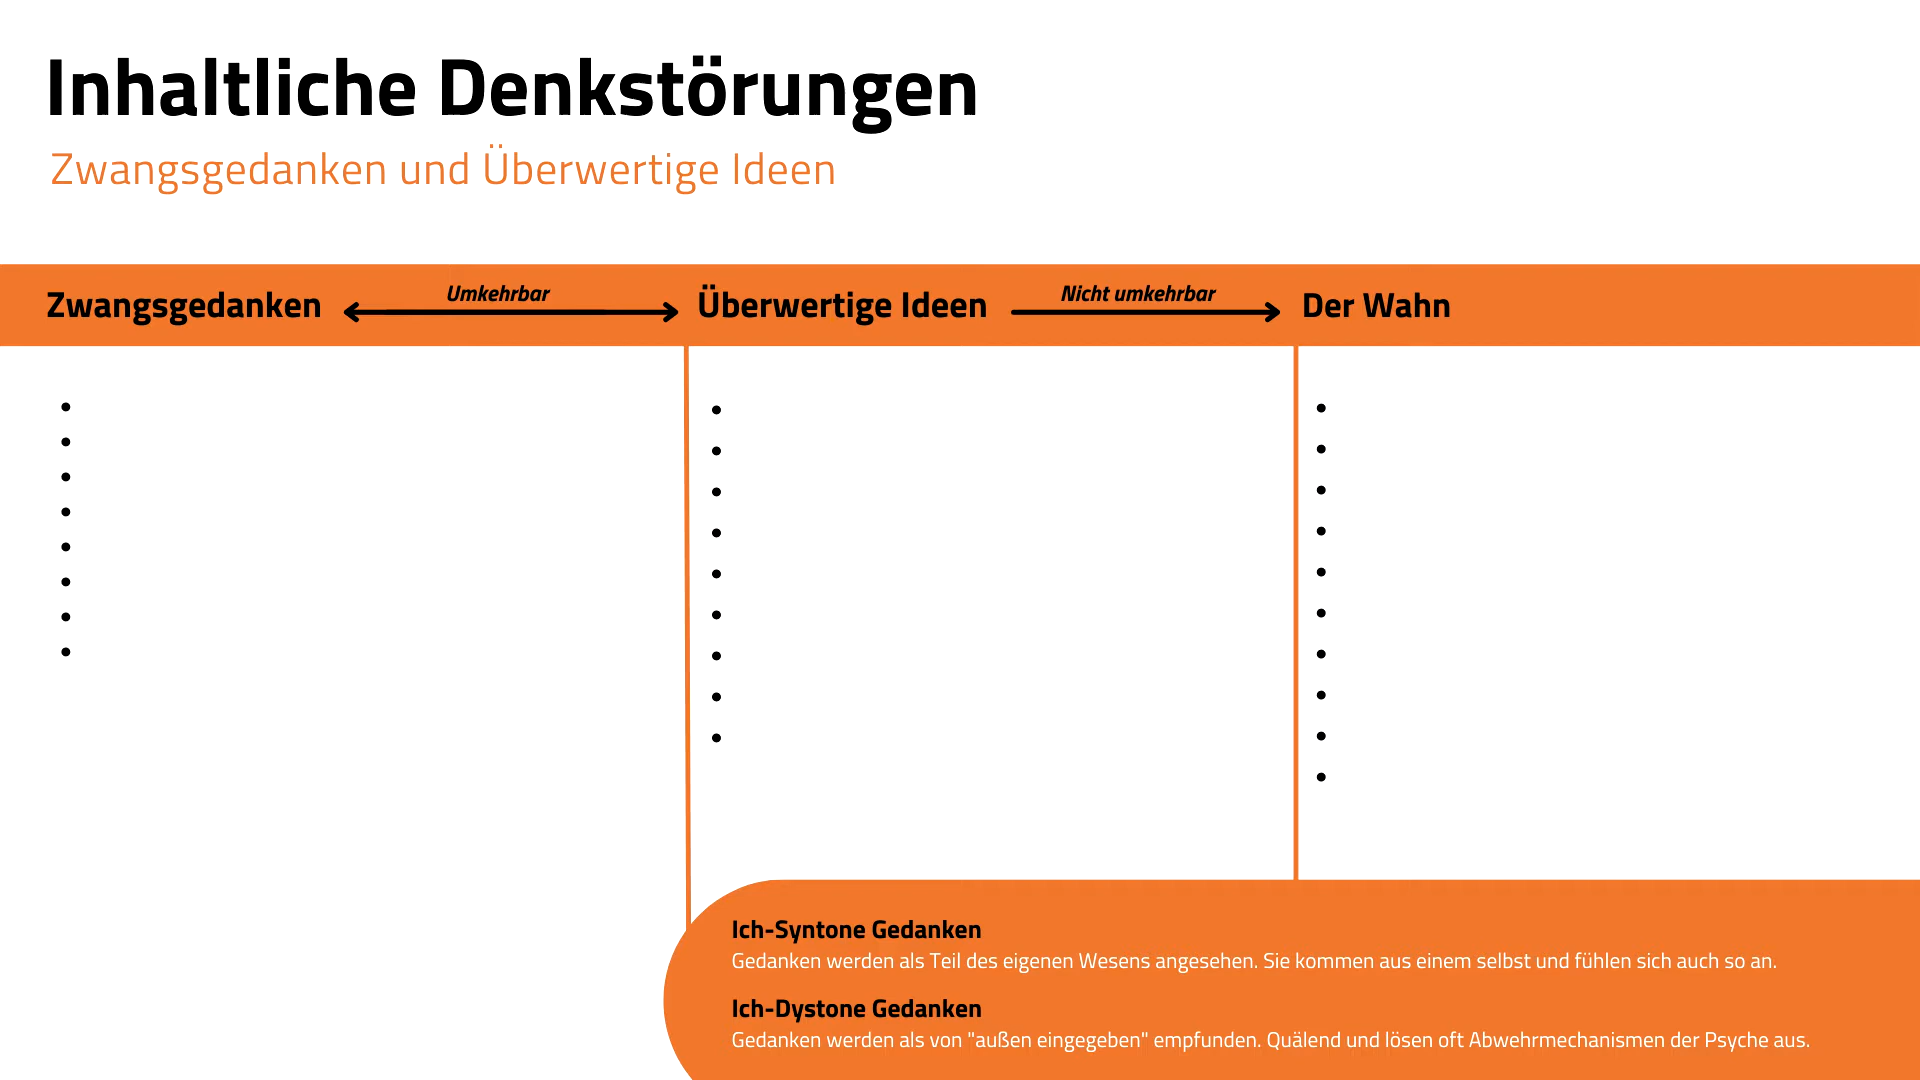 Inhaltliche Denkstörungen
Zwangsgedanken und Überwertige Ideen
Zwangsgedanken
Umkehrbar
Überwertige Ideen
Nicht umkehrbar
Der Wahn
Ich-Syntone Gedanken
Gedanken werden als Teil des eigenen Wesens angesehen. Sie kommen aus einem selbst und fühlen sich auch so an.
Ich-Dystone Gedanken
Gedanken werden als von "außen eingegeben" empfunden. Quälend und lösen oft Abwehrmechanismen der Psyche aus.